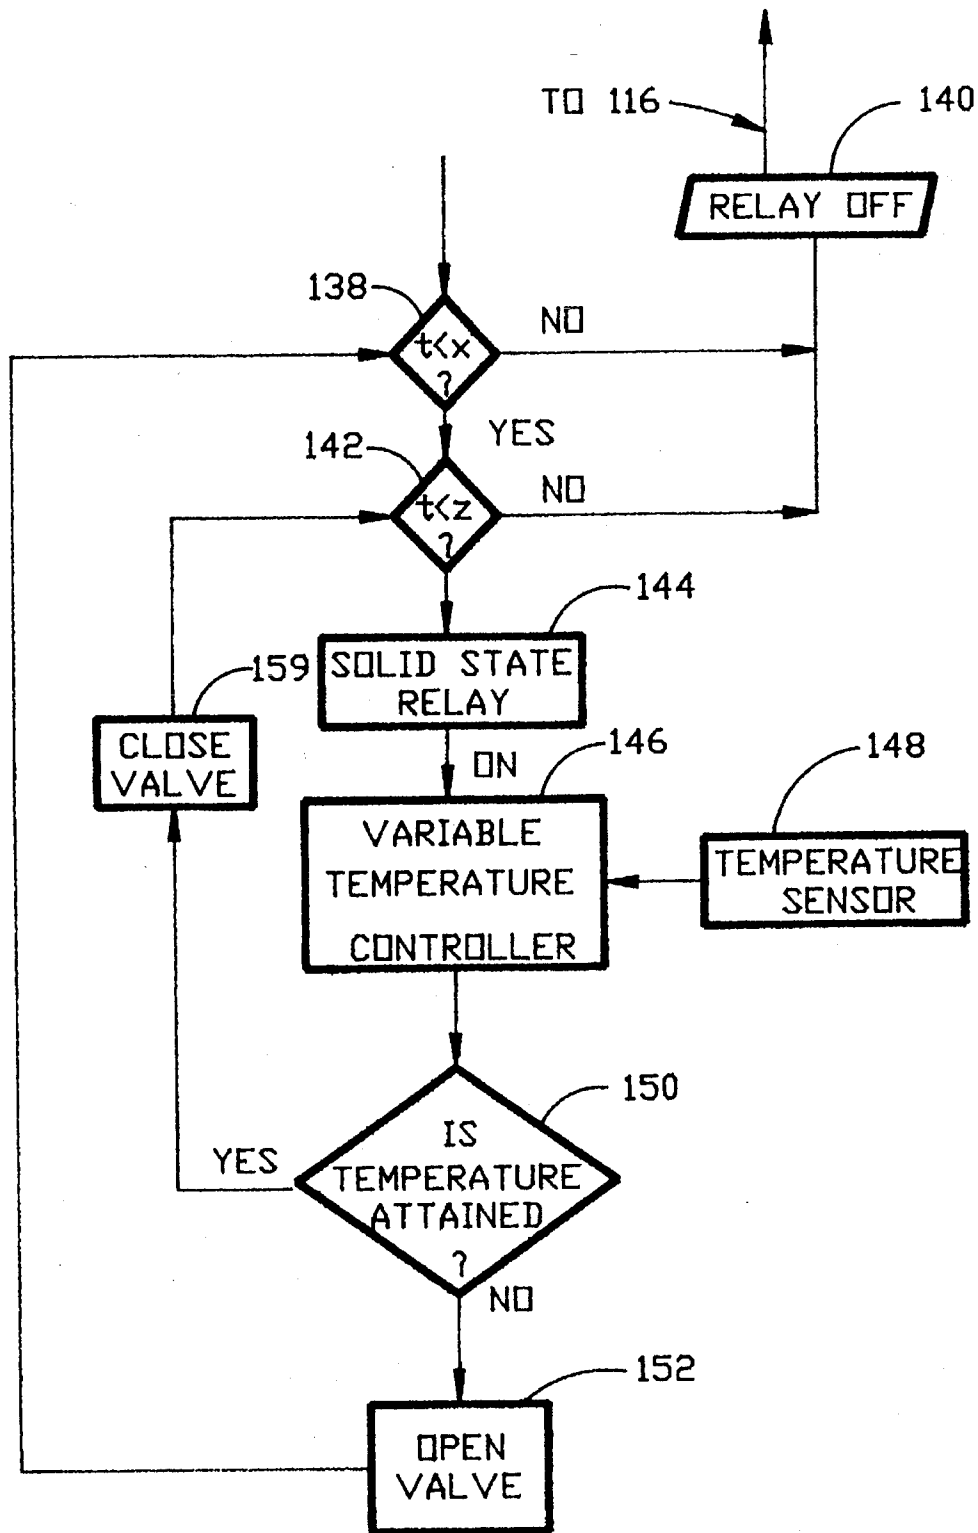 TO 116
140
RELAY OFF
138
t<x
?
NO
YES
142
t<z
?
NO
144
SOLID STATE
RELAY
159
CLOSE
VALVE
ON
146
VARIABLE
TEMPERATURE
CONTROLLER
148
TEMPERATURE
SENSOR
150
IS
TEMPERATURE
ATTAINED
?
YES
NO
152
OPEN
VALVE